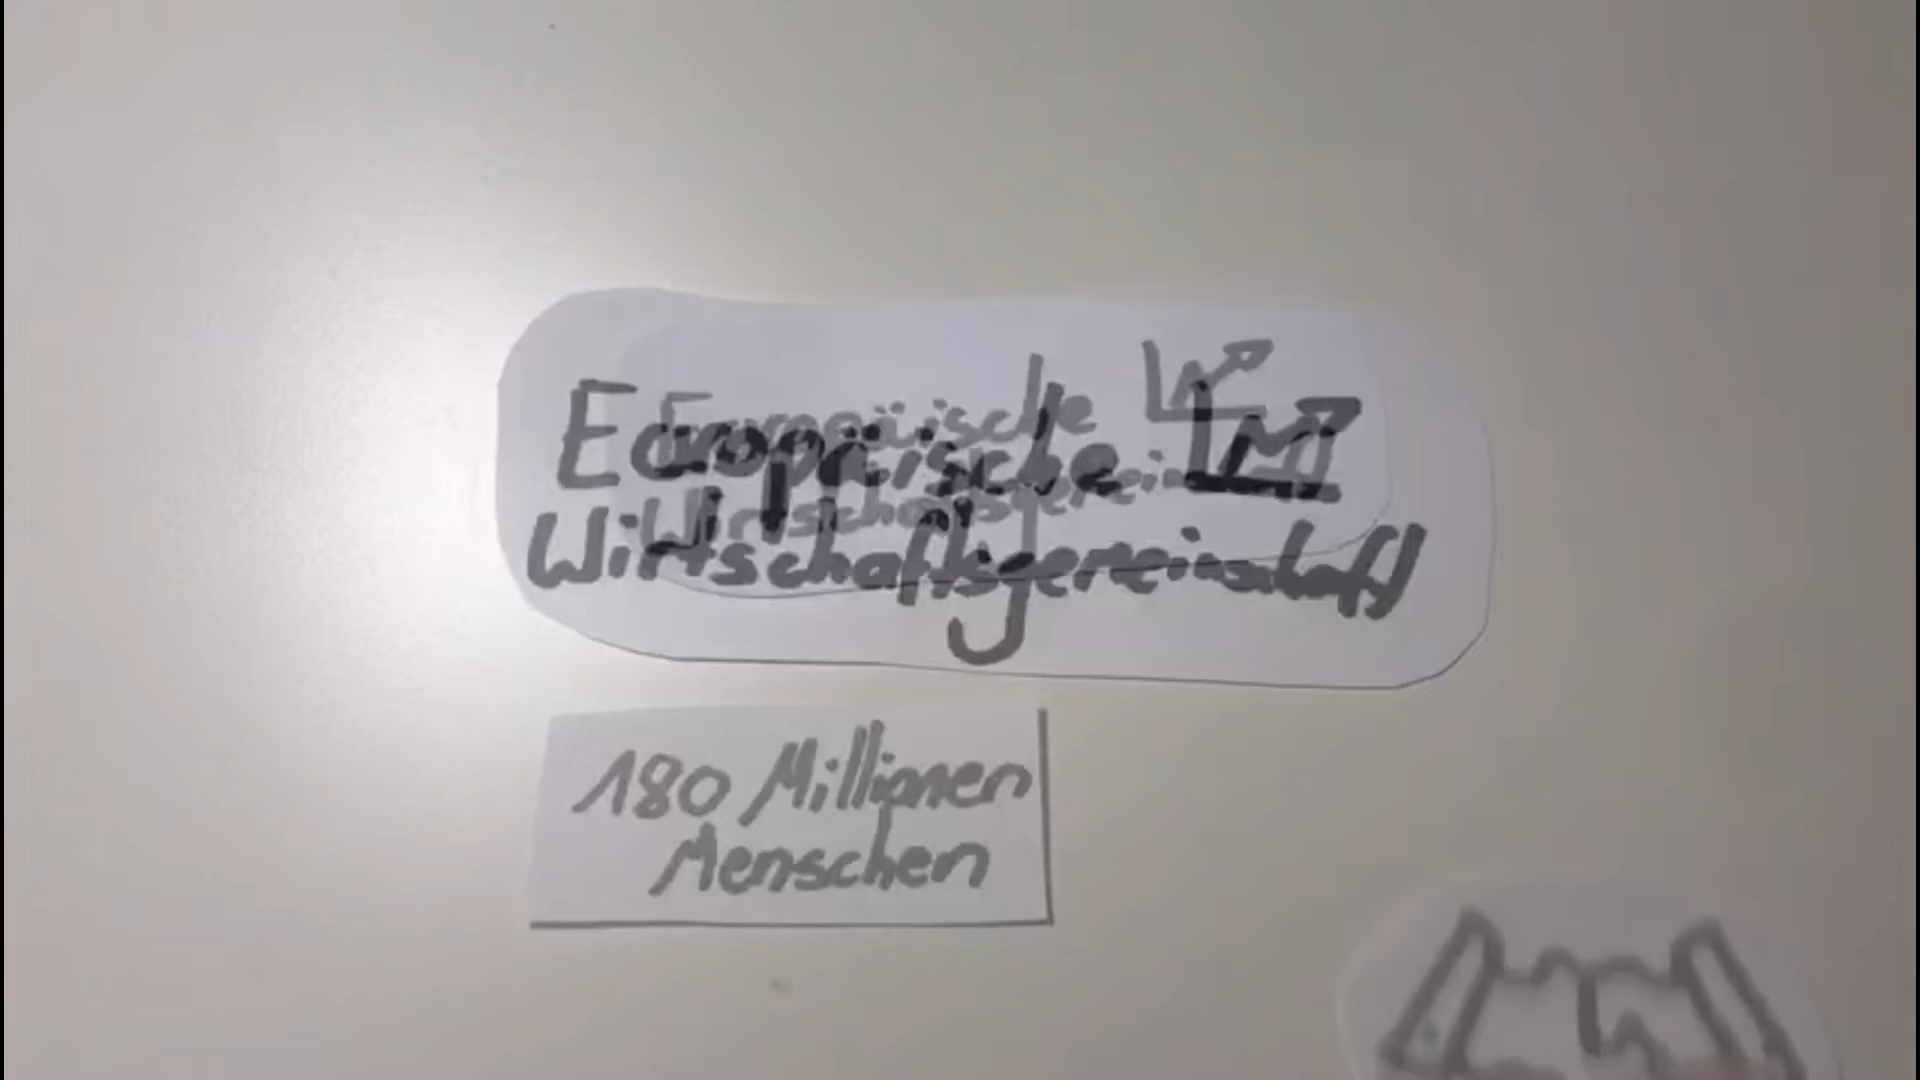 Europäische
Wirtschaftsgemeinschaft
180 Millionen
Menschen